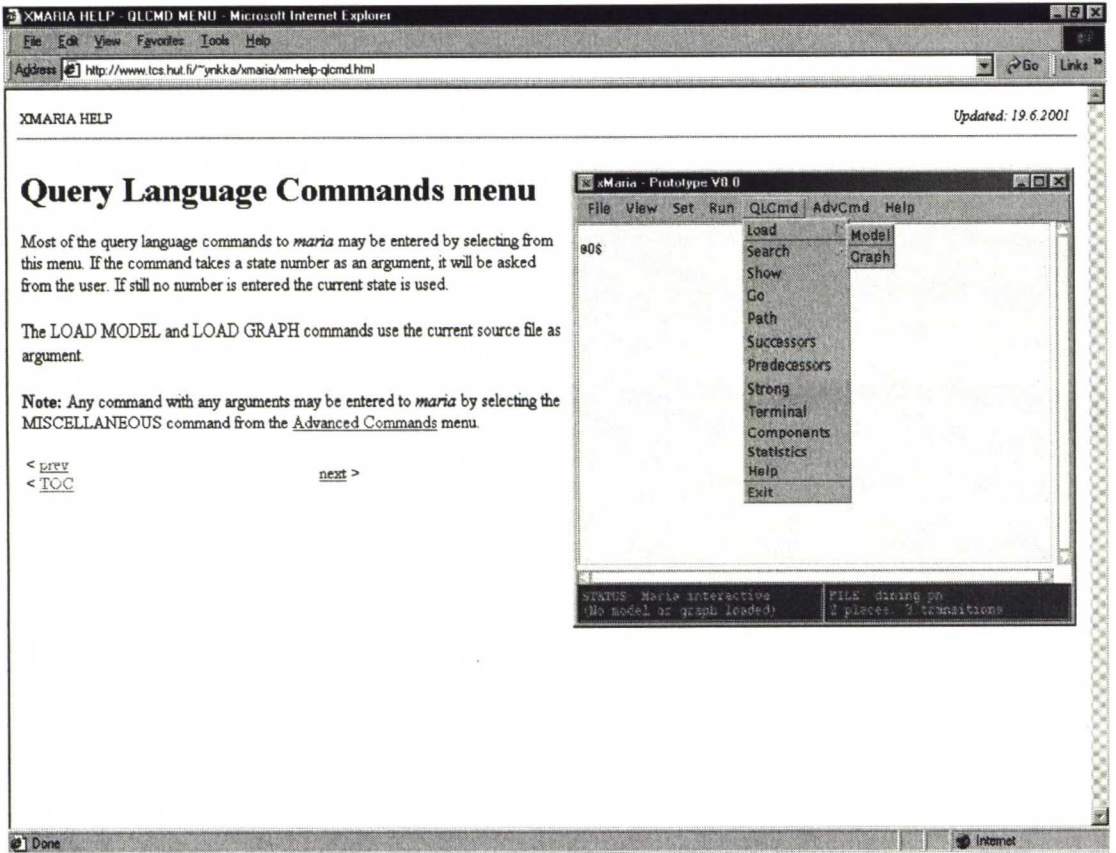 XMARIA HELP - QLCMD MENU - Microsoft Internet Explorer
File Edit View Favorites Tools Help
Address http://www.tcs.hut.fi/~ynkka/xmaria/xm-help-qlcmd.html Go Links »
XMARIA HELP
Updated: 19.6.2001
Query Language Commands menu
Most of the query language commands to maria may be entered by selecting from
this menu. If the command takes a state number as an argument, it will be asked
from the user. If still no number is entered the current state is used.
The LOAD MODEL and LOAD GRAPH commands use the current source file as
argument.
Note: Any command with any arguments may be entered to maria by selecting the
MISCELLANEOUS command from the Advanced Commands menu.
< prev
< TOC
next >
xMaria - Prototype V0.0
File View Set Run QLCmd AdvCmd Help
@0$
Load
Search
Show
Go
Path
Successors
Predecessors
Strong
Terminal
Components
Statistics
Help
Exit
Model
Graph
STATUS: Maria interactive
(No model or graph loaded)
FILE: dining.pn
2 places, 3 transitions
Done
Internet